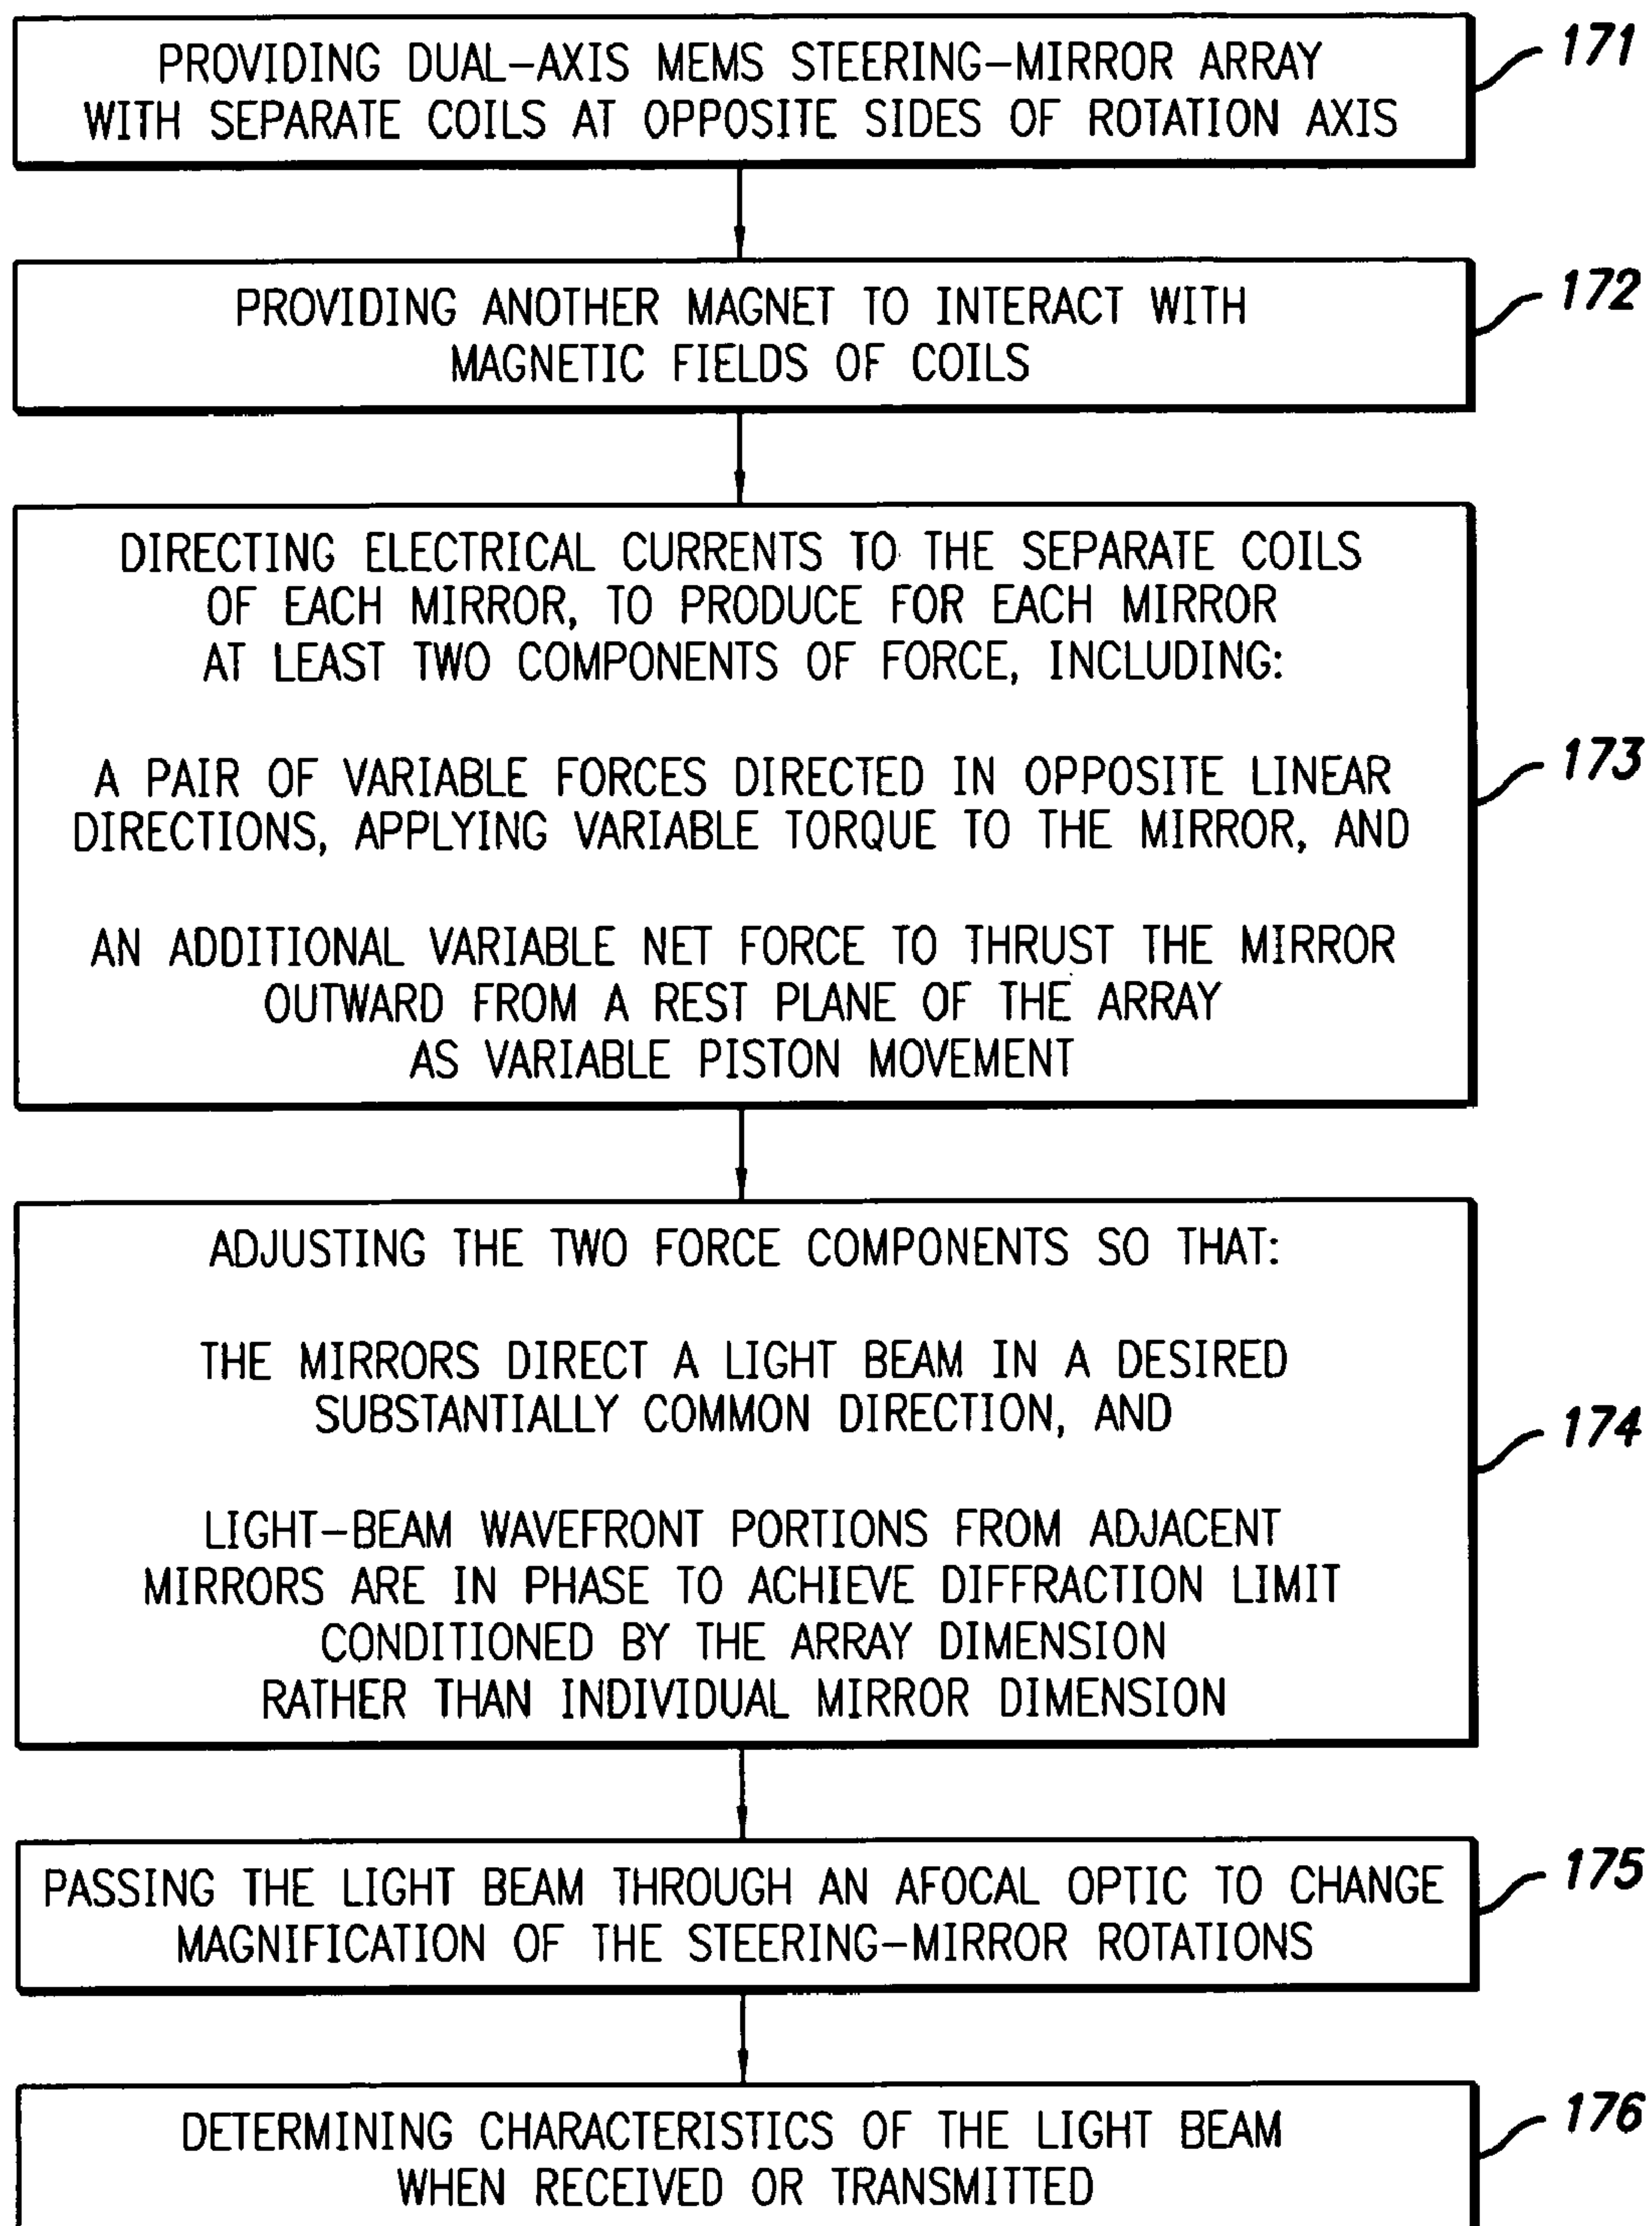 PROVIDING DUAL-AXIS MEMS STEERING-MIRROR ARRAY
WITH SEPARATE COILS AT OPPOSITE SIDES OF ROTATION AXIS
171
PROVIDING ANOTHER MAGNET TO INTERACT WITH
MAGNETIC FIELDS OF COILS
172
DIRECTING ELECTRICAL CURRENTS TO THE SEPARATE COILS
OF EACH MIRROR, TO PRODUCE FOR EACH MIRROR
AT LEAST TWO COMPONENTS OF FORCE, INCLUDING:
A PAIR OF VARIABLE FORCES DIRECTED IN OPPOSITE LINEAR
DIRECTIONS, APPLYING VARIABLE TORQUE TO THE MIRROR, AND
AN ADDITIONAL VARIABLE NET FORCE TO THRUST THE MIRROR
OUTWARD FROM A REST PLANE OF THE ARRAY
AS VARIABLE PISTON MOVEMENT
173
ADJUSTING THE TWO FORCE COMPONENTS SO THAT:
THE MIRRORS DIRECT A LIGHT BEAM IN A DESIRED
SUBSTANTIALLY COMMON DIRECTION, AND
LIGHT-BEAM WAVEFRONT PORTIONS FROM ADJACENT
MIRRORS ARE IN PHASE TO ACHIEVE DIFFRACTION LIMIT
CONDITIONED BY THE ARRAY DIMENSION
RATHER THAN INDIVIDUAL MIRROR DIMENSION
174
PASSING THE LIGHT BEAM THROUGH AN AFOCAL OPTIC TO CHANGE
MAGNIFICATION OF THE STEERING-MIRROR ROTATIONS
175
DETERMINING CHARACTERISTICS OF THE LIGHT BEAM
WHEN RECEIVED OR TRANSMITTED
176